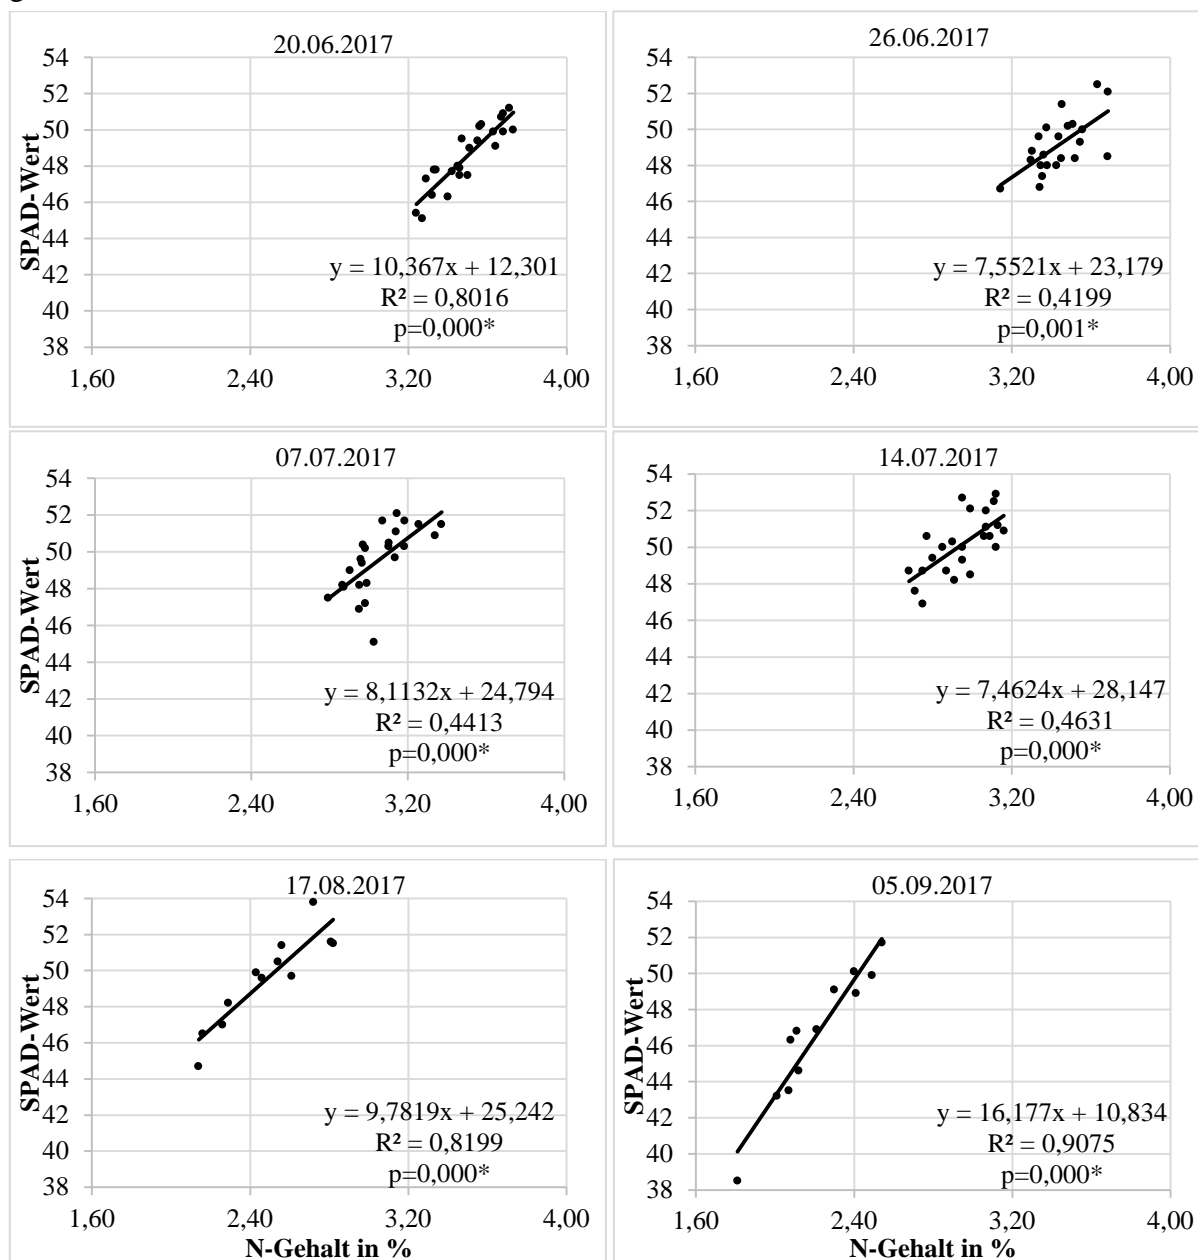 20.06.2017
SPAD-Wert
54
52
50
48
46
44
42
40
38
y = 10,367x + 12,301
R² = 0,8016
p=0,000*
1,60 2,40 3,20 4,00
26.06.2017
54
52
50
48
46
44
42
40
38
y = 7,5521x + 23,179
R² = 0,4199
p=0,001*
1,60 2,40 3,20 4,00
07.07.2017
SPAD-Wert
54
52
50
48
46
44
42
40
38
y = 8,1132x + 24,794
R² = 0,4413
p=0,000*
1,60 2,40 3,20 4,00
14.07.2017
54
52
50
48
46
44
42
40
38
y = 7,4624x + 28,147
R² = 0,4631
p=0,000*
1,60 2,40 3,20 4,00
17.08.2017
SPAD-Wert
54
52
50
48
46
44
42
40
38
y = 9,7819x + 25,242
R² = 0,8199
p=0,000*
1,60 2,40 3,20 4,00
N-Gehalt in %
05.09.2017
SPAD-Wert
54
52
50
48
46
44
42
40
38
y = 16,177x + 10,834
R² = 0,9075
p=0,000*
1,60 2,40 3,20 4,00
N-Gehalt in %